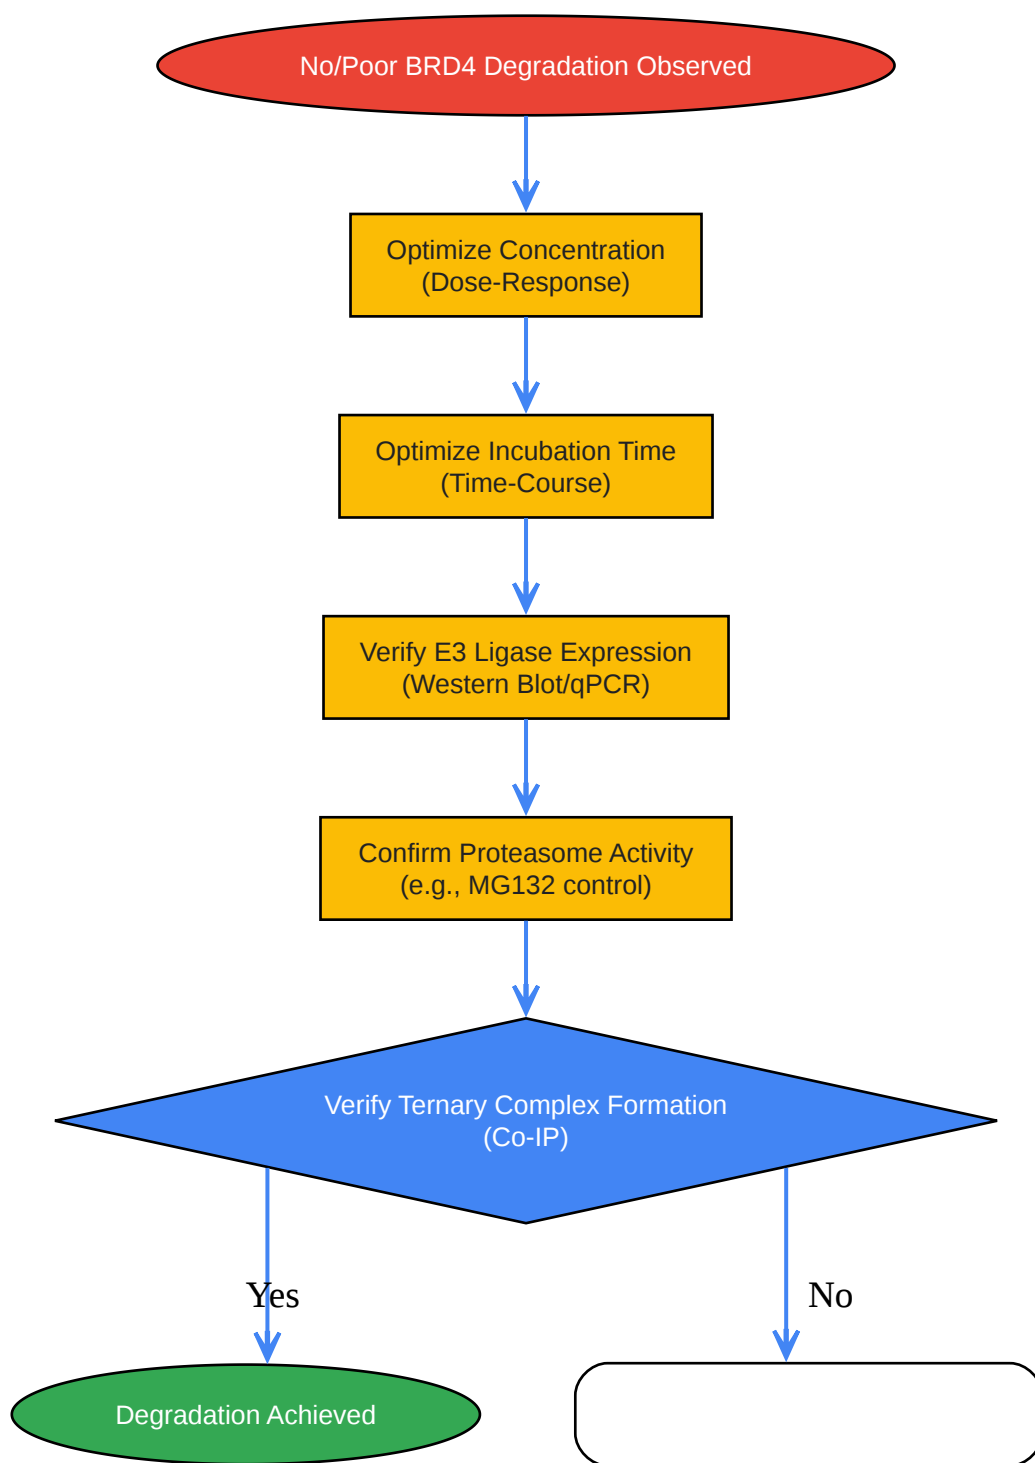 No/Poor BRD4 Degradation Observed
Optimize Concentration
(Dose-Response)
Optimize Incubation Time
(Time-Course)
Verify E3 Ligase Expression
(Western Blot/qPCR)
Confirm Proteasome Activity
(e.g., MG132 control)
Verify Ternary Complex Formation
(Co-IP)
Yes
No
Degradation Achieved